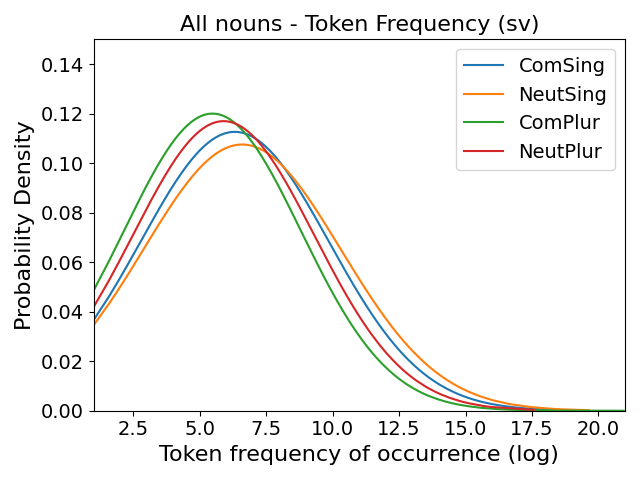 All nouns - Token Frequency (sv)
ComSing
NeutSing
ComPlur
NeutPlur
Probability Density
0.14
0.12
0.10
0.08
0.06
0.04
0.02
0.00
2.5 5.0 7.5 10.0 12.5 15.0 17.5 20.0
Token frequency of occurrence (log)